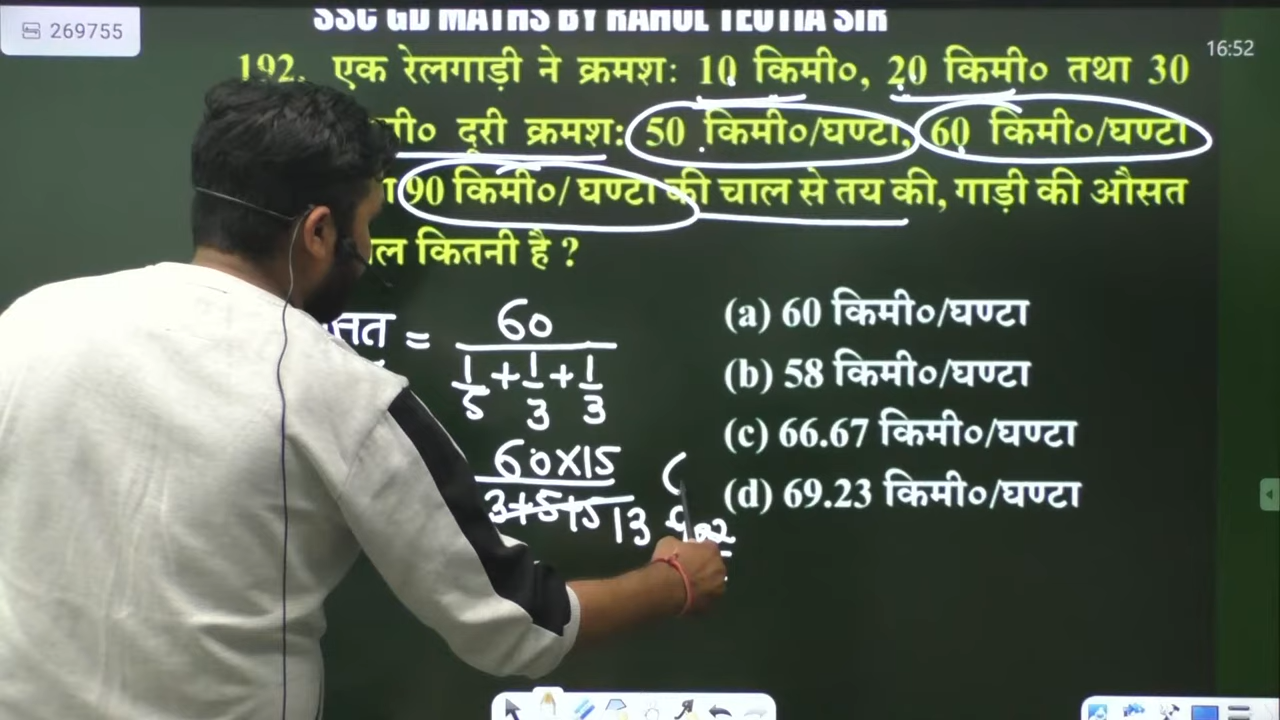 269755
SSC GD MATHS BY RAHUL TEOTIA SIR
16:52
192. एक रेलगाड़ी ने क्रमशः 10 किमी०, 20 किमी० तथा 30
दूरी क्रमशः 50 किमी०/घण्टा, 60 किमी०/घण्टा
90 किमी०/ घण्टा की चाल से तय की, गाड़ी की औसत
कितनी है ?
(a) 60 किमी०/घण्टा
(b) 58 किमी०/घण्टा
(c) 66.67 किमी०/घण्टा
(d) 69.23 किमी०/घण्टा
= 60
1/5 + 1/3 + 1/3
60×15
3+5+5 13